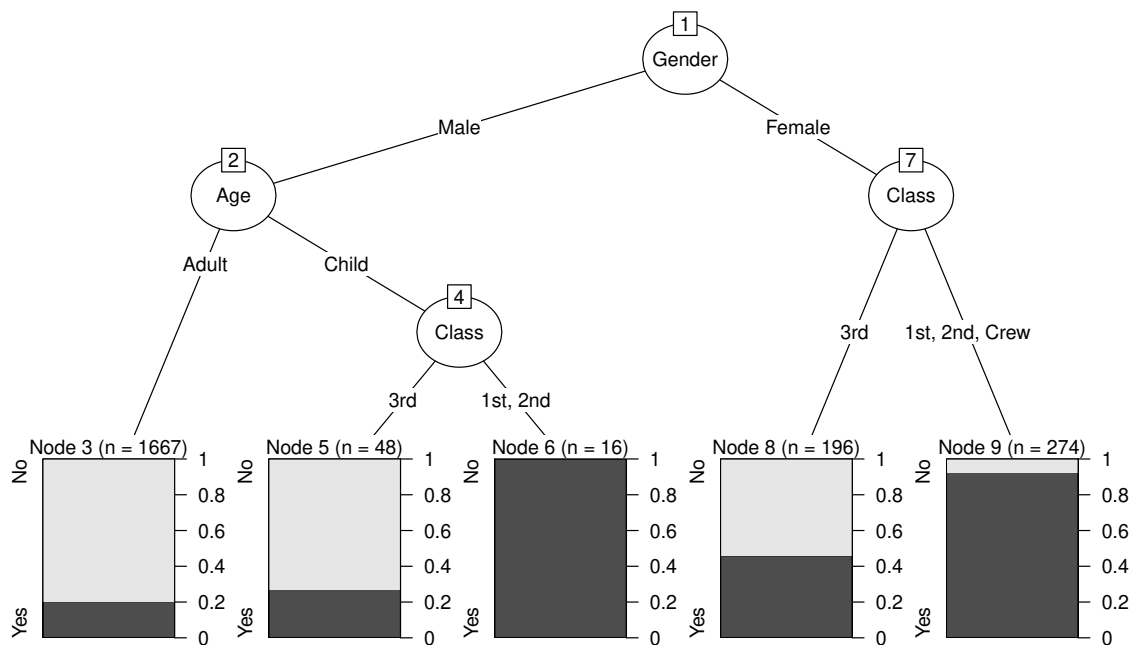 1
Gender
Male
Female
2
Age
7
Class
Adult
Child
4
Class
3rd
1st, 2nd, Crew
3rd
1st, 2nd
Node 3 (n = 1667)
No
Yes
1
0.8
0.6
0.4
0.2
0
Node 5 (n = 48)
No
Yes
1
0.8
0.6
0.4
0.2
0
Node 6 (n = 16)
No
Yes
1
0.8
0.6
0.4
0.2
0
Node 8 (n = 196)
No
Yes
1
0.8
0.6
0.4
0.2
0
Node 9 (n = 274)
No
Yes
1
0.8
0.6
0.4
0.2
0